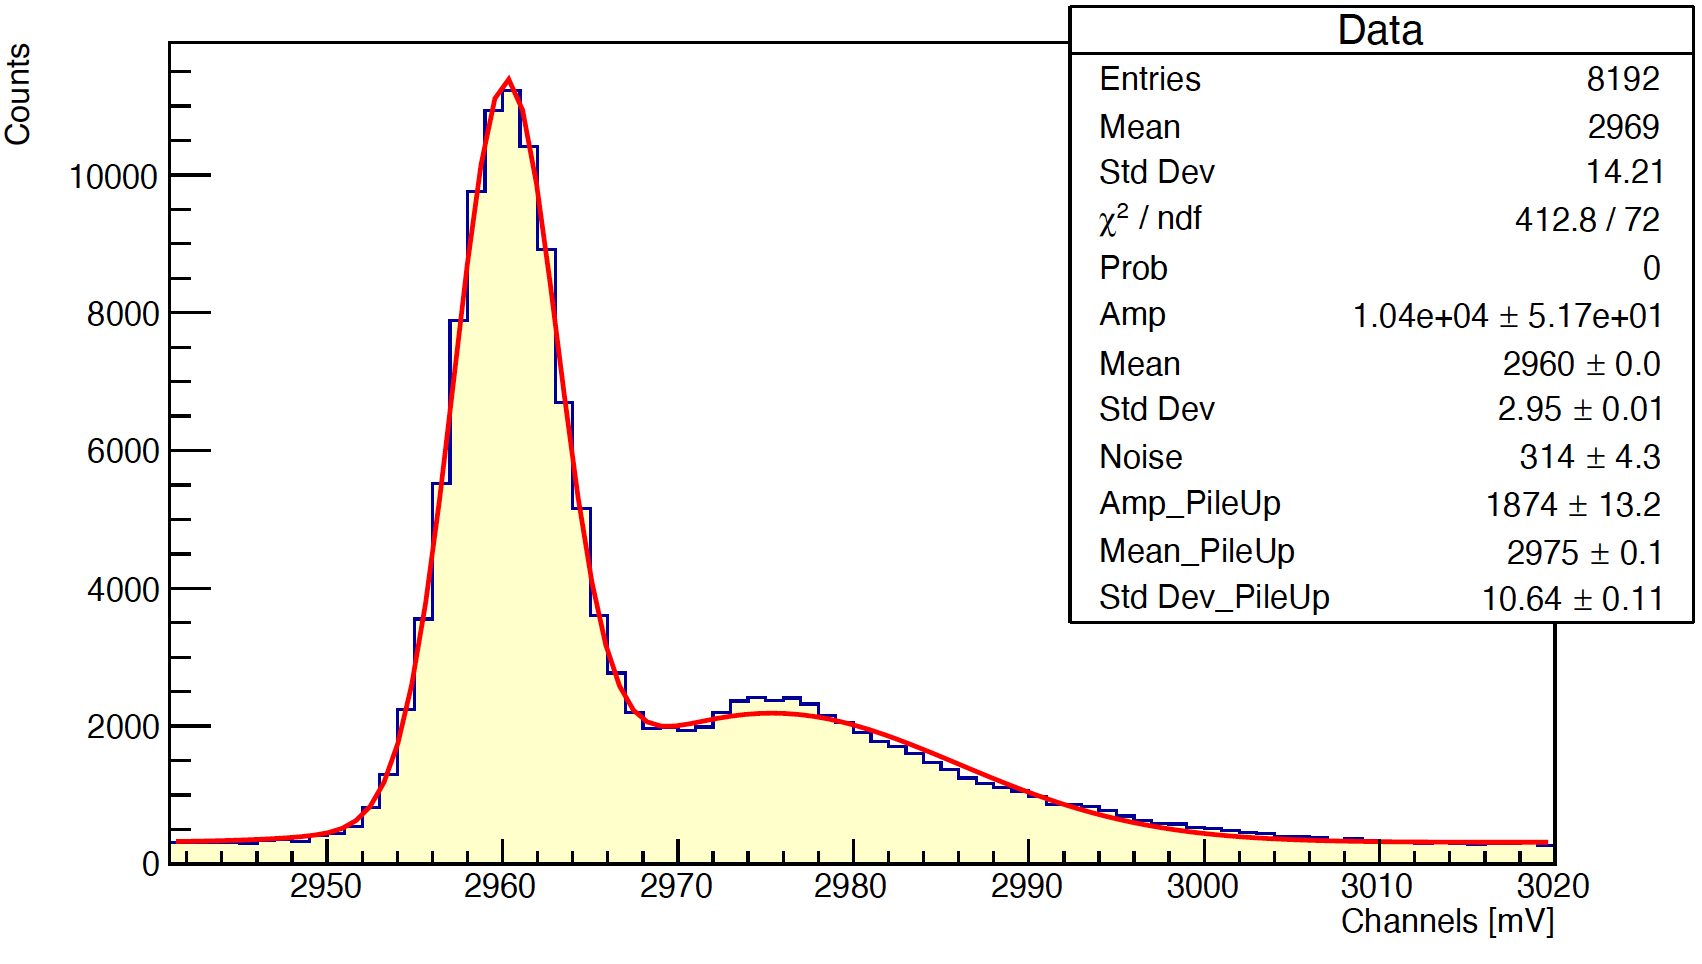 Data
Entries 8192
Mean 2969
Std Dev 14.21
χ² / ndf 412.8 / 72
Prob 0
Amp 1.04e+04 ± 5.17e+01
Mean 2960 ± 0.0
Std Dev 2.95 ± 0.01
Noise 314 ± 4.3
Amp_PileUp 1874 ± 13.2
Mean_PileUp 2975 ± 0.1
Std Dev_PileUp 10.64 ± 0.11
Counts
10000
8000
6000
4000
2000
0
2950 2960 2970 2980 2990 3000 3010 3020
Channels [mV]